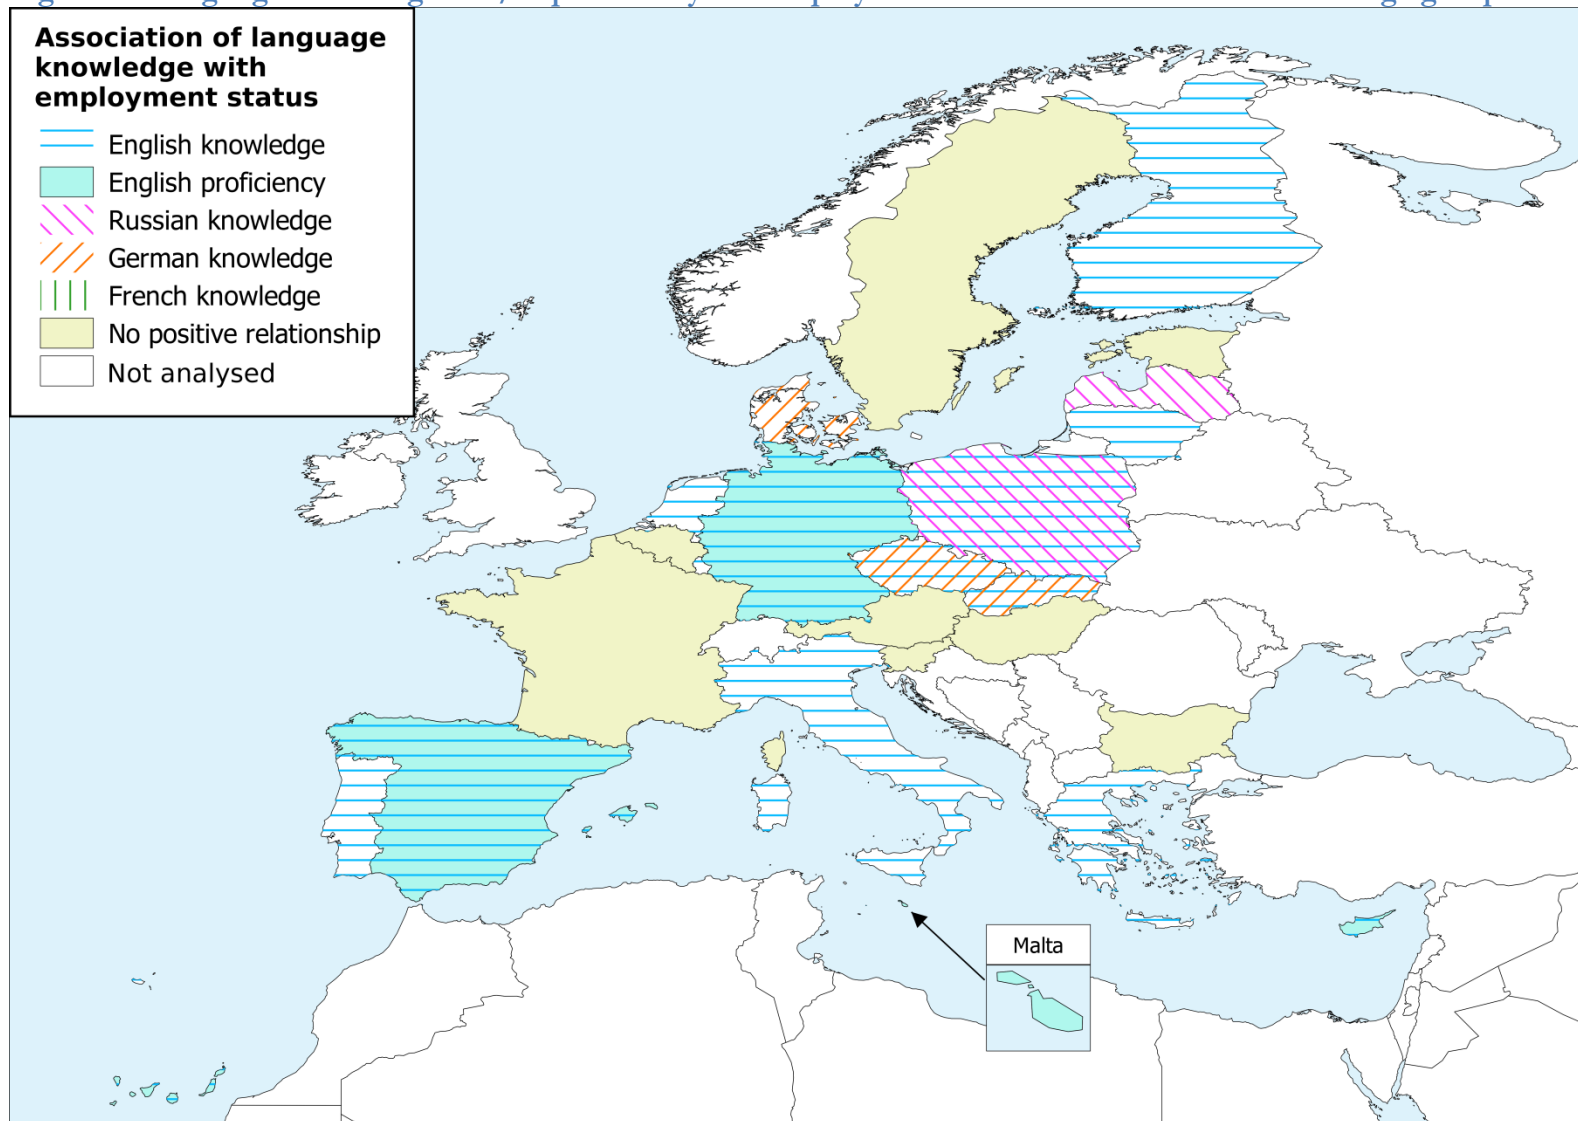 Association of language
knowledge with
employment status
English knowledge
English proficiency
Russian knowledge
German knowledge
French knowledge
No positive relationship
Not analysed
Malta